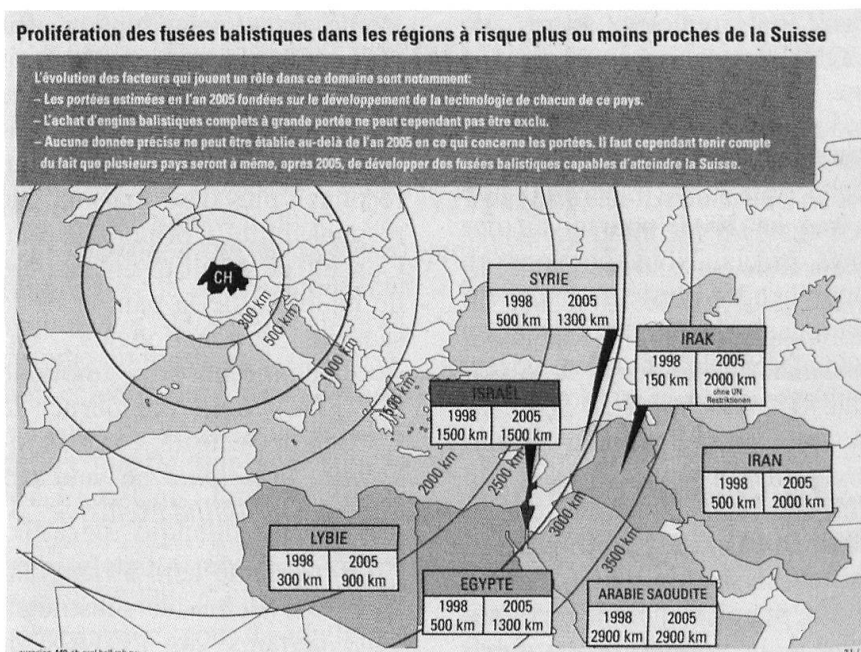 Prolifération des fusées balistiques dans les régions à risque plus ou moins proches de la Suisse
L'évolution des facteurs qui jouent un rôle dans ce domaine sont notamment:
– Les portées estimées en l'an 2005 fondées sur le développement de la technologie de chacun de ce pays.
– L'achat d'engins balistiques complets à grande portée ne peut cependant pas être exclu.
– Aucune donnée précise ne peut être établie au-delà de l'an 2005 en ce qui concerne les portées. Il faut cependant tenir compte
du fait que plusieurs pays seront à même, après 2005, de développer des fusées balistiques capables d'atteindre la Suisse.
CH
300 km
500 km
1000 km
1500 km
2000 km
2500 km
3000 km
3500 km
SYRIE
1998 2005
500 km 1300 km
IRAK
1998 2005
150 km 2000 km
ohne UN
Restriktionen
ISRAËL
1998 2005
1500 km 1500 km
IRAN
1998 2005
500 km 2000 km
LYBIE
1998 2005
300 km 900 km
EGYPTE
1998 2005
500 km 1300 km
ARABIE SAOUDITE
1998 2005
2900 km 2900 km